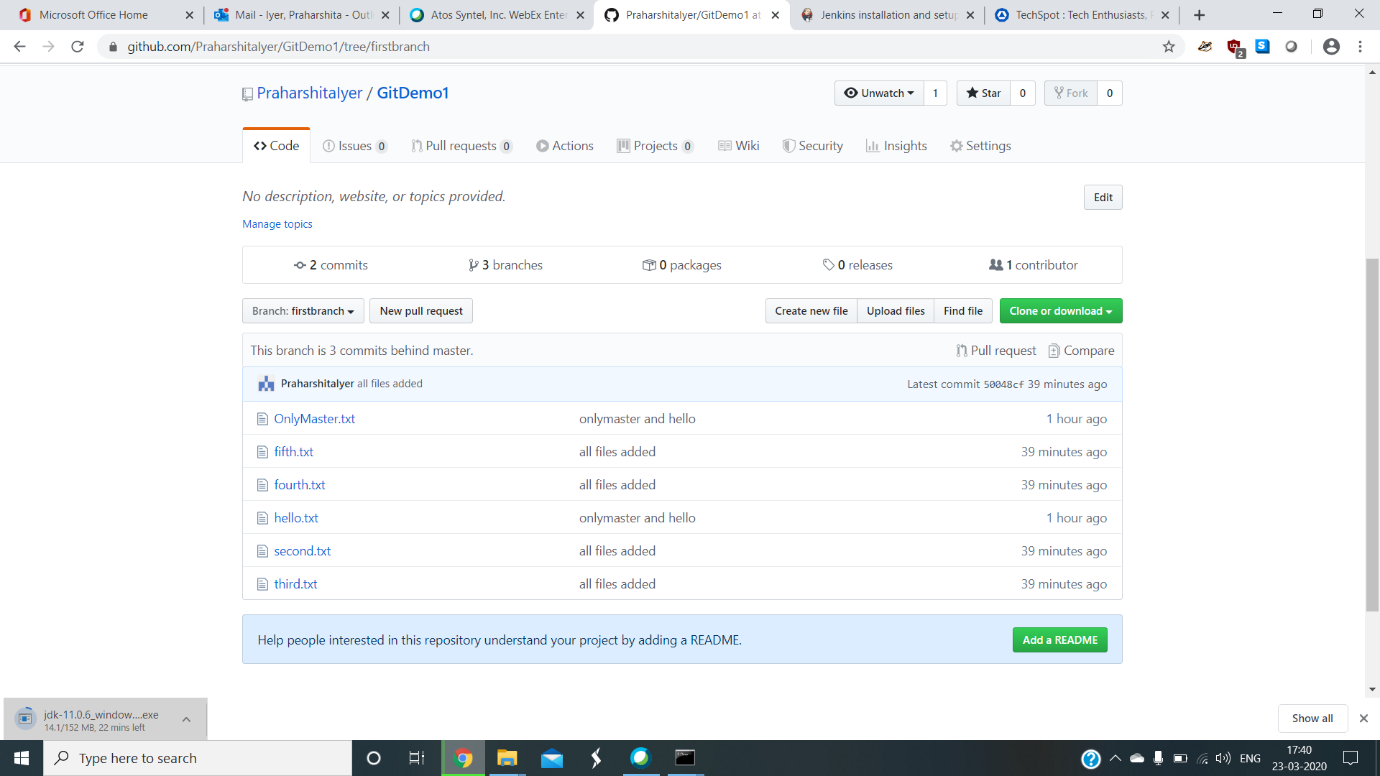 Microsoft Office Home
Mail - Iyer, Praharshita - Outl
Atos Syntel, Inc. WebEx Enter
PraharshitaIyer/GitDemo1 at
Jenkins installation and setup
TechSpot : Tech Enthusiasts, P
github.com/PraharshitaIyer/GitDemo1/tree/firstbranch
2
PraharshitaIyer / GitDemo1
Unwatch 1
Star 0
Fork 0
Code
Issues 0
Pull requests 0
Actions
Projects 0
Wiki
Security
Insights
Settings
No description, website, or topics provided.
Edit
Manage topics
2 commits
3 branches
0 packages
0 releases
1 contributor
Branch: firstbranch
New pull request
Create new file
Upload files
Find file
Clone or download
This branch is 3 commits behind master.
Pull request
Compare
PraharshitaIyer all files added
Latest commit 50048cf 39 minutes ago
OnlyMaster.txt onlymaster and hello 1 hour ago
fifth.txt all files added 39 minutes ago
fourth.txt all files added 39 minutes ago
hello.txt onlymaster and hello 1 hour ago
second.txt all files added 39 minutes ago
third.txt all files added 39 minutes ago
Help people interested in this repository understand your project by adding a README.
Add a README
jdk-11.0.6_window....exe
14.1/152 MB, 22 mins left
Show all
Type here to search
ENG
17:40
23-03-2020